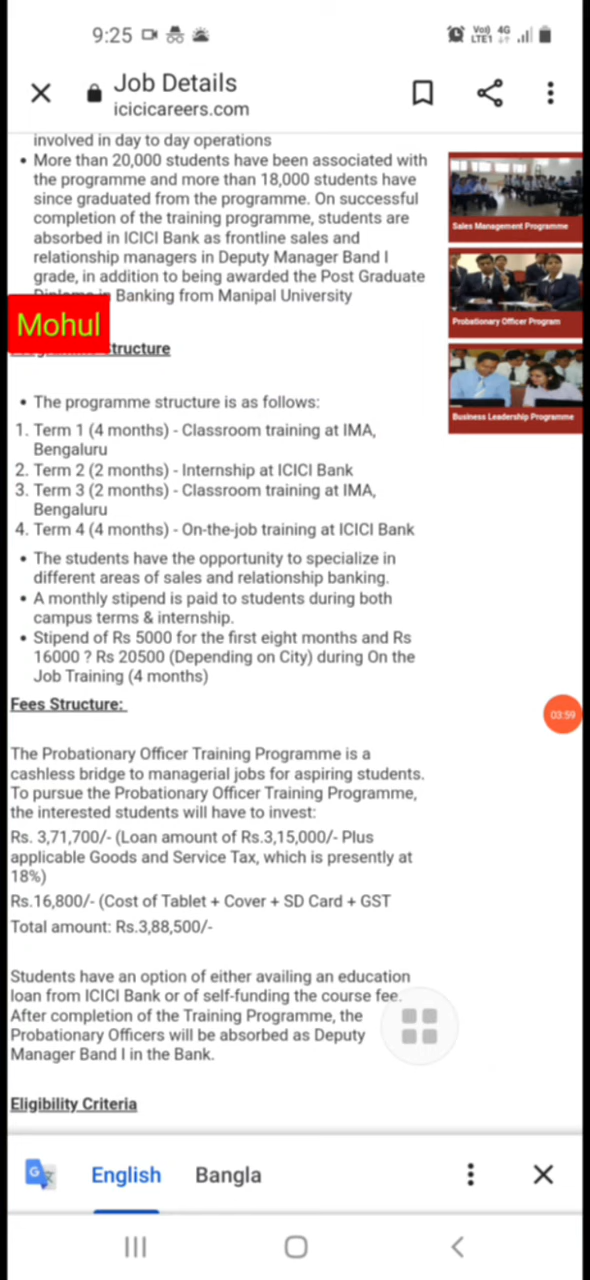 9:25
Vo)) 4G
LTE1
Job Details
icicicareers.com
involved in day to day operations
• More than 20,000 students have been associated with
the programme and more than 18,000 students have
since graduated from the programme. On successful
completion of the training programme, students are
absorbed in ICICI Bank as frontline sales and
relationship managers in Deputy Manager Band I
grade, in addition to being awarded the Post Graduate
Diploma in Banking from Manipal University
Mohul
Structure
• The programme structure is as follows:
1. Term 1 (4 months) - Classroom training at IMA,
Bengaluru
2. Term 2 (2 months) - Internship at ICICI Bank
3. Term 3 (2 months) - Classroom training at IMA,
Bengaluru
4. Term 4 (4 months) - On-the-job training at ICICI Bank
• The students have the opportunity to specialize in
different areas of sales and relationship banking.
• A monthly stipend is paid to students during both
campus terms & internship.
• Stipend of Rs 5000 for the first eight months and Rs
16000 ? Rs 20500 (Depending on City) during On the
Job Training (4 months)
Fees Structure:
The Probationary Officer Training Programme is a
cashless bridge to managerial jobs for aspiring students.
To pursue the Probationary Officer Training Programme,
the interested students will have to invest:
Rs. 3,71,700/- (Loan amount of Rs.3,15,000/- Plus
applicable Goods and Service Tax, which is presently at
18%)
Rs.16,800/- (Cost of Tablet + Cover + SD Card + GST
Total amount: Rs.3,88,500/-
Students have an option of either availing an education
loan from ICICI Bank or of self-funding the course fee.
After completion of the Training Programme, the
Probationary Officers will be absorbed as Deputy
Manager Band I in the Bank.
Eligibility Criteria
Sales Management Programme
Probationary Officer Program
Business Leadership Programme
03:59
G
English Bangla